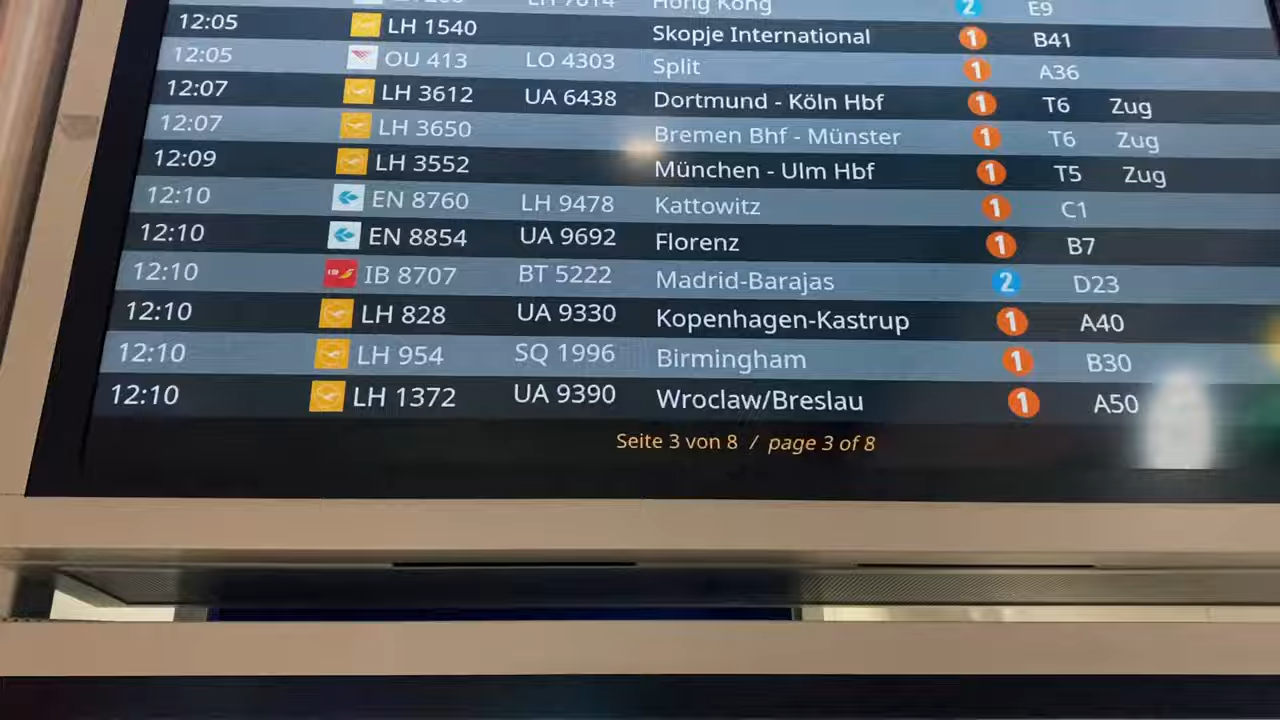 Hong Kong 2 E9
12:05 LH 1540 Skopje International 1 B41
12:05 OU 413 LO 4303 Split 1 A36
12:07 LH 3612 UA 6438 Dortmund - Köln Hbf 1 T6 Zug
12:07 LH 3650 Bremen Bhf - Münster 1 T6 Zug
12:09 LH 3552 München - Ulm Hbf 1 T5 Zug
12:10 EN 8760 LH 9478 Kattowitz 1 C1
12:10 EN 8854 UA 9692 Florenz 1 B7
12:10 IB 8707 BT 5222 Madrid-Barajas 2 D23
12:10 LH 828 UA 9330 Kopenhagen-Kastrup 1 A40
12:10 LH 954 SQ 1996 Birmingham 1 B30
12:10 LH 1372 UA 9390 Wroclaw/Breslau 1 A50
Seite 3 von 8 / page 3 of 8